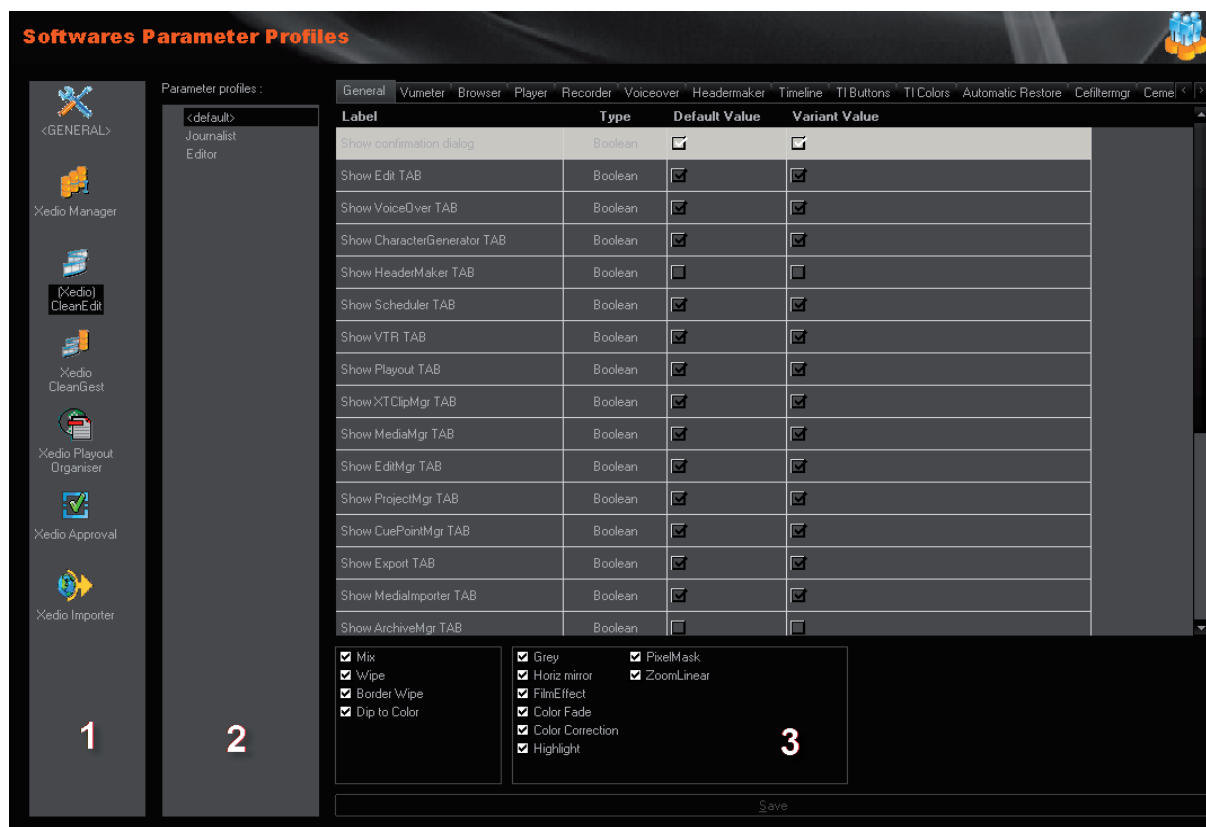 Softwares Parameter Profiles
<GENERAL>
Xedio Manager
(Xedio)
CleanEdit
Xedio
CleanGest
Xedio Playout
Organiser
Xedio Approval
Xedio Importer
1
Parameter profiles :
<default>
Journalist
Editor
2
General Vumeter Browser Player Recorder Voiceover Headermaker Timeline Tl Buttons Tl Colors Automatic Restore Cefiltermgr Ceme
Label Type Default Value Variant Value
Show confirmation dialog Boolean
Show Edit TAB Boolean
Show VoiceOver TAB Boolean
Show CharacterGenerator TAB Boolean
Show HeaderMaker TAB Boolean
Show Scheduler TAB Boolean
Show VTR TAB Boolean
Show Playout TAB Boolean
Show XTClipMgr TAB Boolean
Show MediaMgr TAB Boolean
Show EditMgr TAB Boolean
Show ProjectMgr TAB Boolean
Show CuePointMgr TAB Boolean
Show Export TAB Boolean
Show MediaImporter TAB Boolean
Show ArchiveMgr TAB Boolean
Mix
Wipe
Border Wipe
Dip to Color
Grey PixelMask
Horiz mirror ZoomLinear
FilmEffect
Color Fade
Color Correction
Highlight
3
Save